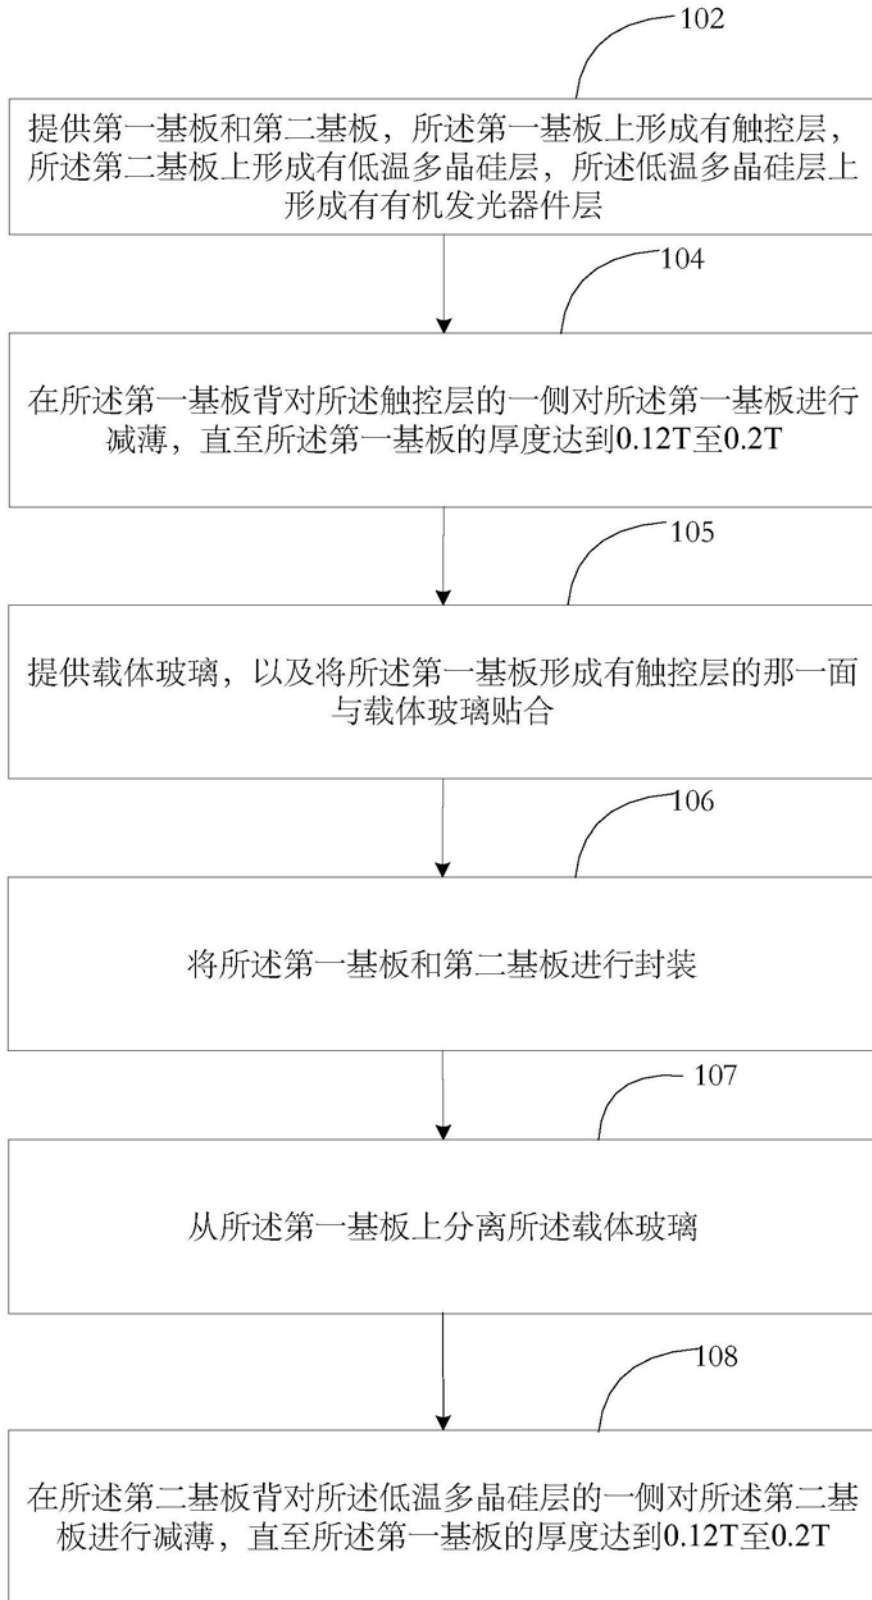 102
提供第一基板和第二基板，所述第一基板上形成有触控层，
所述第二基板上形成有低温多晶硅层，所述低温多晶硅层上
形成有有机发光器件层
104
在所述第一基板背对所述触控层的一侧对所述第一基板进行
减薄，直至所述第一基板的厚度达到0.12T至0.2T
105
提供载体玻璃，以及将所述第一基板形成有触控层的那一面
与载体玻璃贴合
106
将所述第一基板和第二基板进行封装
107
从所述第一基板上分离所述载体玻璃
108
在所述第二基板背对所述低温多晶硅层的一侧对所述第二基
板进行减薄，直至所述第一基板的厚度达到0.12T至0.2T